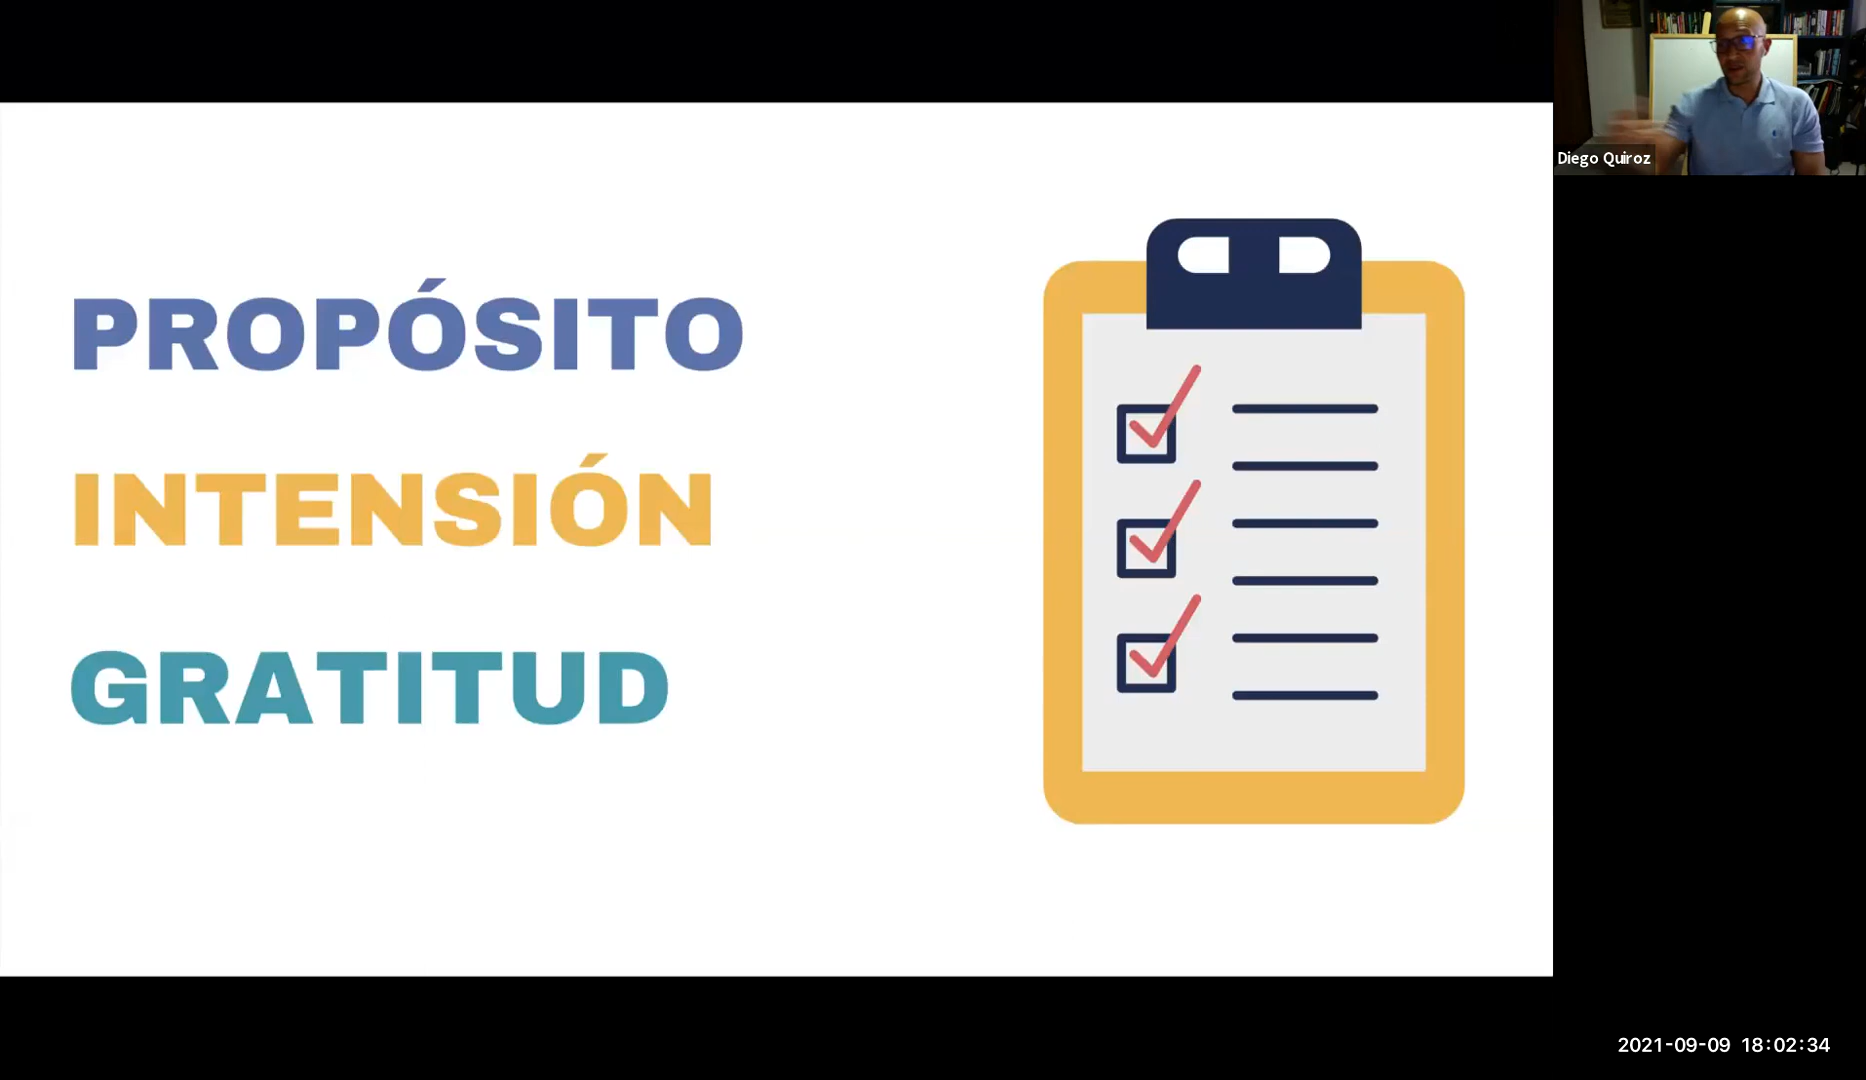 Diego Quiroz
PROPÓSITO
INTENSIÓN
GRATITUD
2021-09-09 18:02:34